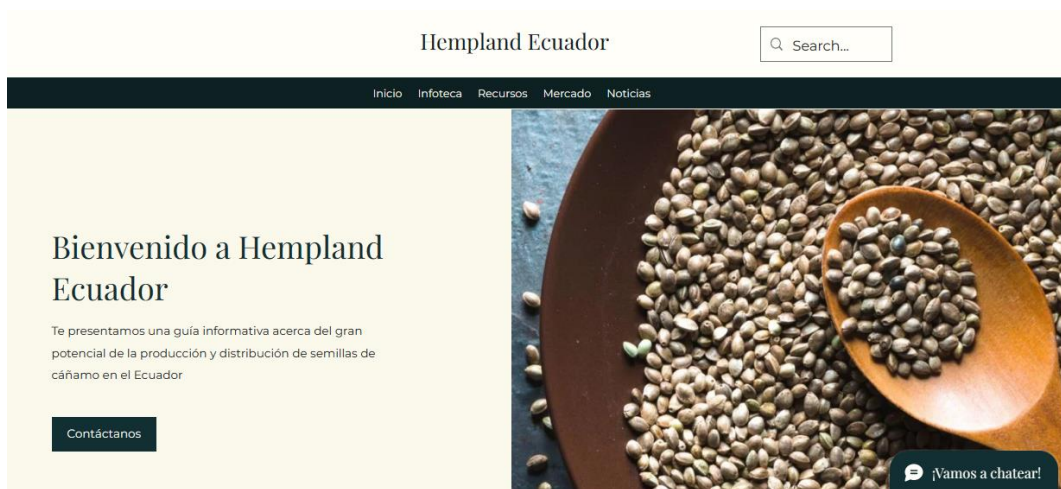 Hempland Ecuador
Search...
Inicio Infoteca Recursos Mercado Noticias
Bienvenido a Hempland
Ecuador
Te presentamos una guía informativa acerca del gran
potencial de la producción y distribución de semillas de
cáñamo en el Ecuador
Contáctanos
¡Vamos a chatear!